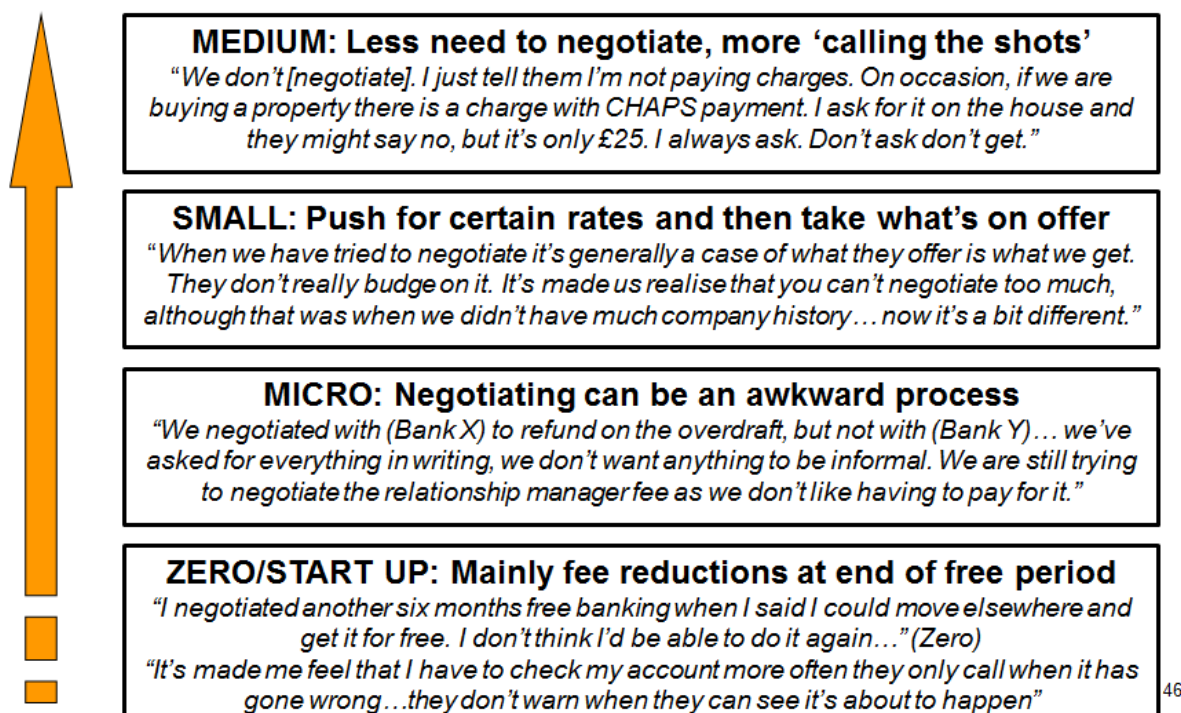 MEDIUM: Less need to negotiate, more ‘calling the shots’
“We don’t [negotiate]. I just tell them I’m not paying charges. On occasion, if we are
buying a property there is a charge with CHAPS payment. I ask for it on the house and
they might say no, but it’s only £25. I always ask. Don’t ask don’t get.”
SMALL: Push for certain rates and then take what’s on offer
“When we have tried to negotiate it’s generally a case of what they offer is what we get.
They don’t really budge on it. It’s made us realise that you can’t negotiate too much,
although that was when we didn’t have much company history…now it’s a bit different.”
MICRO: Negotiating can be an awkward process
“We negotiated with (Bank X) to refund on the overdraft, but not with (Bank Y)… we’ve
asked for everything in writing, we don’t want anything to be informal. We are still trying
to negotiate the relationship manager fee as we don’t like having to pay for it.”
ZERO/START UP: Mainly fee reductions at end of free period
“I negotiated another six months free banking when I said I could move elsewhere and
get it for free. I don’t think I’d be able to do it again…” (Zero)
“It’s made me feel that I have to check my account more often they only call when it has
gone wrong…they don’t warn when they can see it’s about to happen”
46